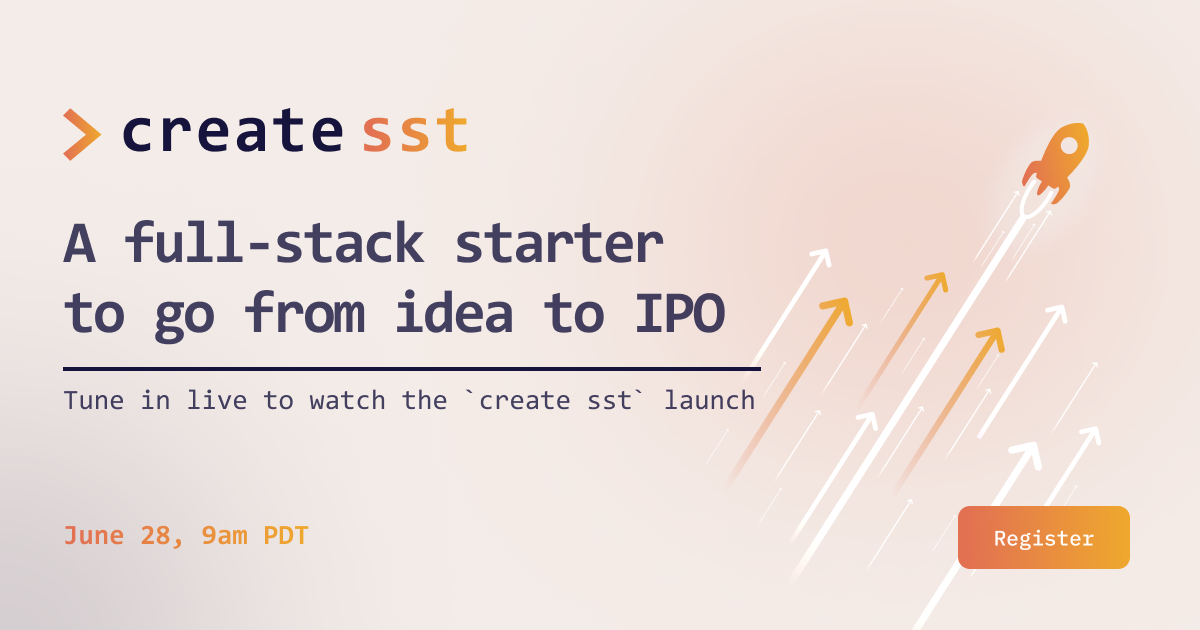 > create sst
A full-stack starter
to go from idea to IPO
Tune in live to watch the `create sst` launch
June 28, 9am PDT
Register